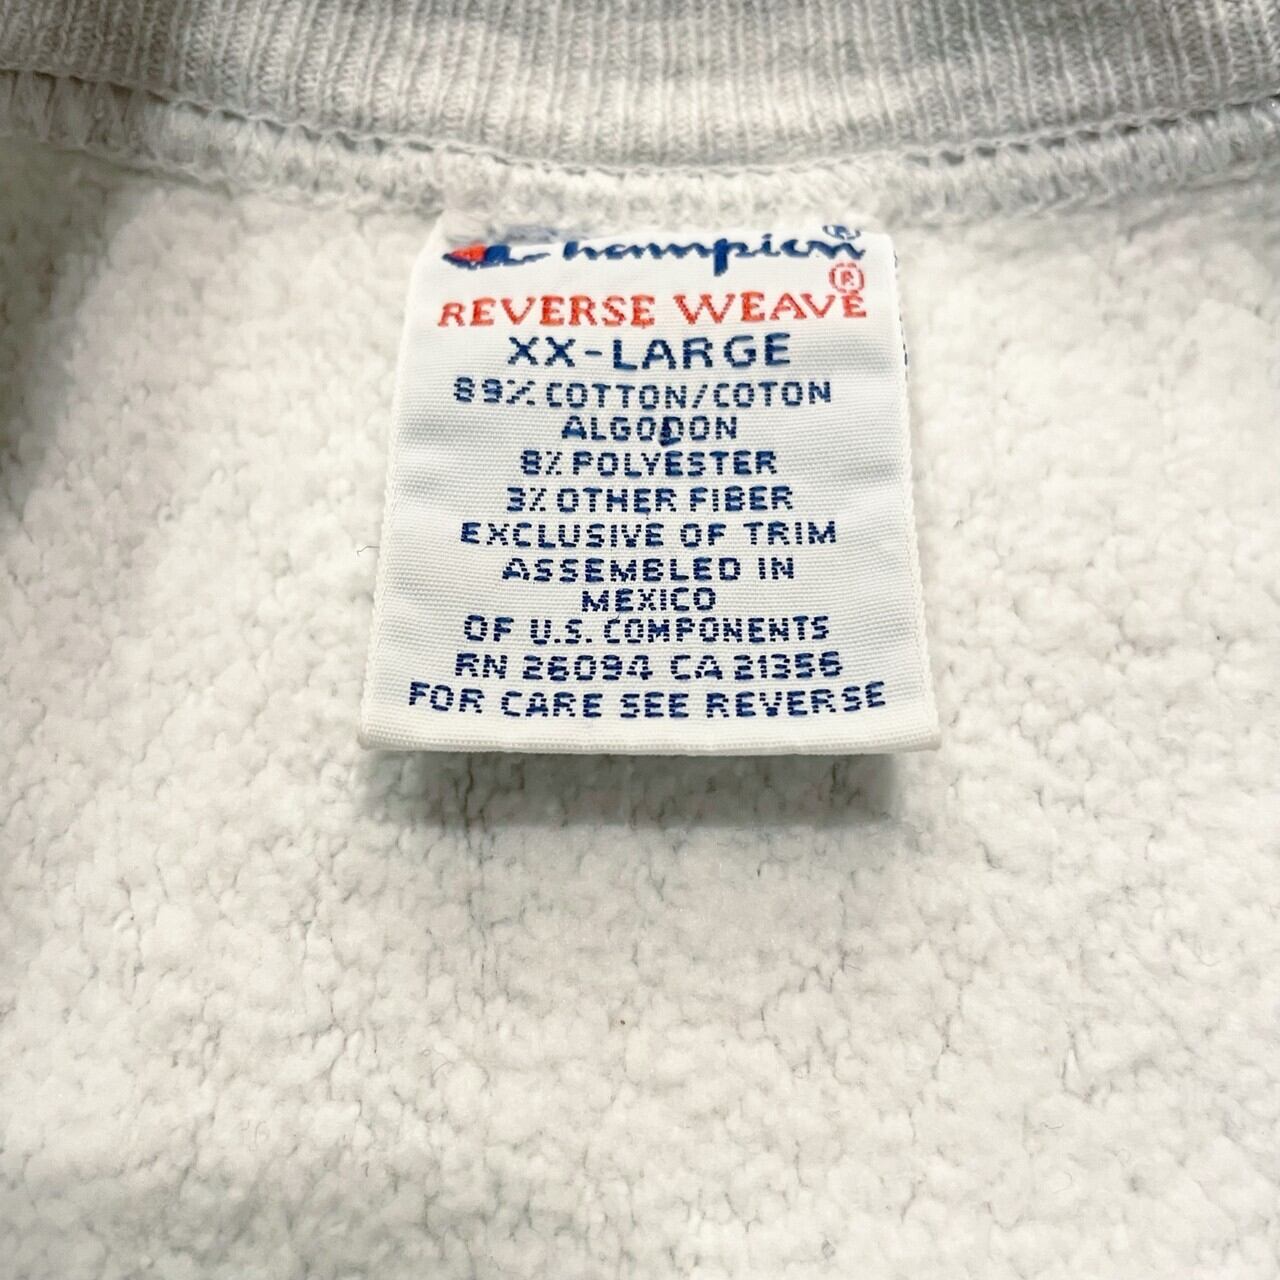 Champion®
REVERSE WEAVE®
XX-LARGE
89% COTTON/COTON
ALGODON
8% POLYESTER
3% OTHER FIBER
EXCLUSIVE OF TRIM
ASSEMBLED IN
MEXICO
OF U.S. COMPONENTS
RN 26094 CA 21356
FOR CARE SEE REVERSE